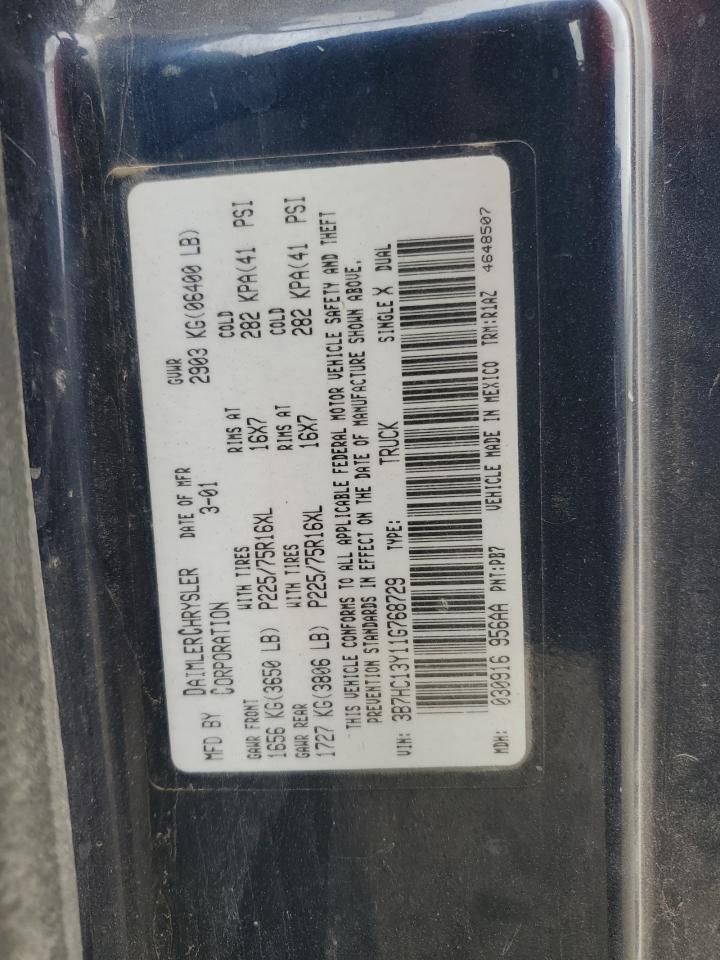 MFD BY DAIMLERCHRYSLER CORPORATION DATE OF MFR 3-01 GVWR 2903 KG(06400 LB)
GAWR FRONT WITH TIRES RIMS AT COLD
1656 KG(3650 LB) P225/75R16XL 16X7 282 KPA(41 PSI
GAWR REAR WITH TIRES RIMS AT COLD
1727 KG(3806 LB) P225/75R16XL 16X7 282 KPA(41 PSI
THIS VEHICLE CONFORMS TO ALL APPLICABLE FEDERAL MOTOR VEHICLE SAFETY AND THEFT
PREVENTION STANDARDS IN EFFECT ON THE DATE OF MANUFACTURE SHOWN ABOVE.
VIN: 3B7HC13Y11G768729 TYPE: TRUCK SINGLE X DUAL
MDH: 030916 956AA PNT:PB7 VEHICLE MADE IN MEXICO TRM:R1AZ 4648507